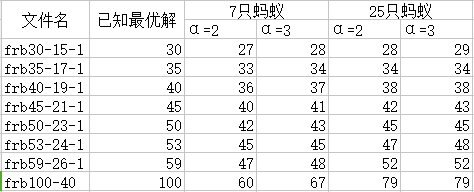 文件名 已知最优解 7只蚂蚁 25只蚂蚁
α=2 α=3 α=2 α=3
frb30-15-1 30 27 28 28 29
frb35-17-1 35 33 34 34 34
frb40-19-1 40 36 37 38 38
frb45-21-1 45 40 41 42 43
frb50-23-1 50 42 43 45 45
frb53-24-1 53 45 45 47 48
frb59-26-1 59 47 48 52 52
frb100-40 100 60 67 79 79